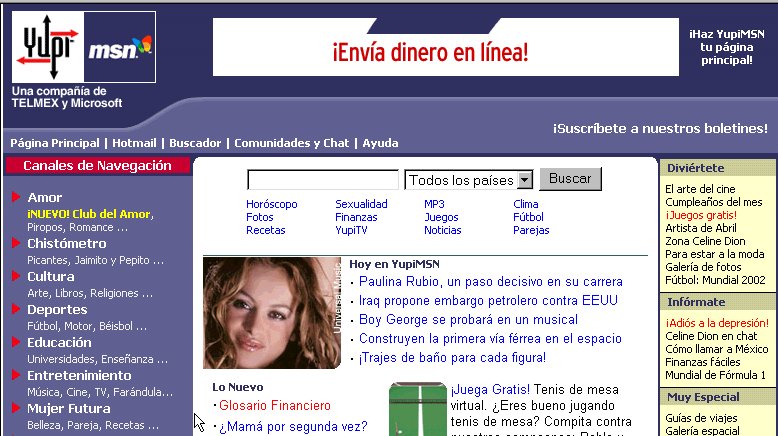 Yupi msn
Una compañía de
TELMEX y Microsoft
¡Envía dinero en línea!
¡Haz YupiMSN
tu página
principal!
¡Suscríbete a nuestros boletines!
Página Principal | Hotmail | Buscador | Comunidades y Chat | Ayuda
Canales de Navegación
Amor
¡NUEVO! Club del Amor,
Piropos, Romance ...
Chistómetro
Picantes, Jaimito y Pepito ...
Cultura
Arte, Libros, Religiones ...
Deportes
Fútbol, Motor, Béisbol ...
Educación
Universidades, Enseñanza ...
Entretenimiento
Música, Cine, TV, Farándula...
Mujer Futura
Belleza, Pareja, Recetas ...
Todos los países Buscar
Horóscopo Sexualidad MP3 Clima
Fotos Finanzas Juegos Fútbol
Recetas YupiTV Noticias Parejas
Universal Music
Hoy en YupiMSN
· Paulina Rubio, un paso decisivo en su carrera
· Iraq propone embargo petrolero contra EEUU
· Boy George se probará en un musical
· Construyen la primera vía férrea en el espacio
· ¡Trajes de baño para cada figura!
Lo Nuevo
· Glosario Financiero
· ¿Mamá por segunda vez?
¡Juega Gratis! Tenis de mesa
virtual. ¿Eres bueno jugando
tenis de mesa? Compita contra
Diviértete
El arte del cine
Cumpleaños del mes
¡Juegos gratis!
Artista de Abril
Zona Celine Dion
Para estar a la moda
Galería de fotos
Fútbol: Mundial 2002
Infórmate
¡Adiós a la depresión!
Celine Dion en chat
Cómo llamar a México
Finanzas fáciles
Mundial de Fórmula 1
Muy Especial
Guías de viajes
Galería espacial